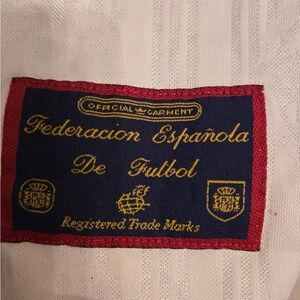 OFFICIAL GARMENT
Federacion Española
De Futbol
Registered Trade Marks